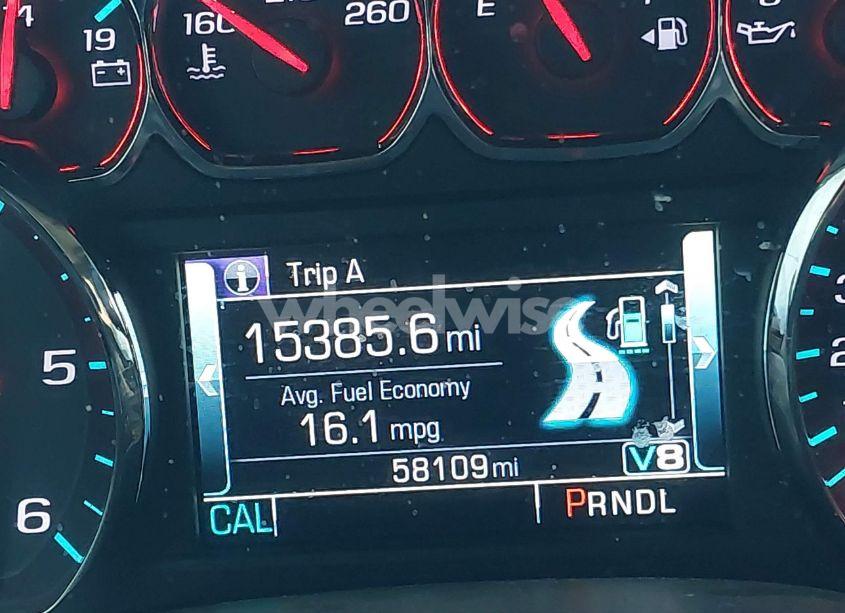 19
160
260
E
Trip A
wheelwise
15385.6 mi
Avg. Fuel Economy
16.1 mpg
58109 mi
V8
CAL
PRNDL
5
6
2